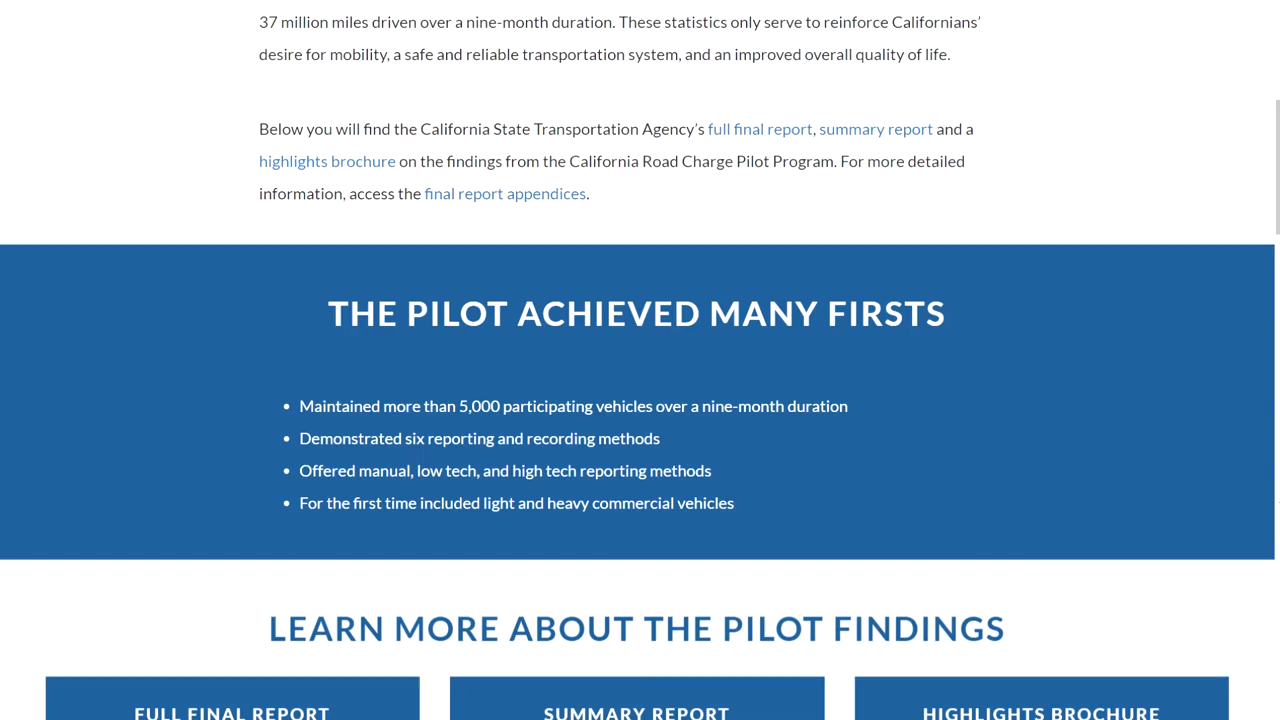 37 million miles driven over a nine-month duration. These statistics only serve to reinforce Californians’
desire for mobility, a safe and reliable transportation system, and an improved overall quality of life.
Below you will find the California State Transportation Agency’s full final report, summary report and a
highlights brochure on the findings from the California Road Charge Pilot Program. For more detailed
information, access the final report appendices.
THE PILOT ACHIEVED MANY FIRSTS
• Maintained more than 5,000 participating vehicles over a nine-month duration
• Demonstrated six reporting and recording methods
• Offered manual, low tech, and high tech reporting methods
• For the first time included light and heavy commercial vehicles
LEARN MORE ABOUT THE PILOT FINDINGS
FULL FINAL REPORT
SUMMARY REPORT
HIGHLIGHTS BROCHURE